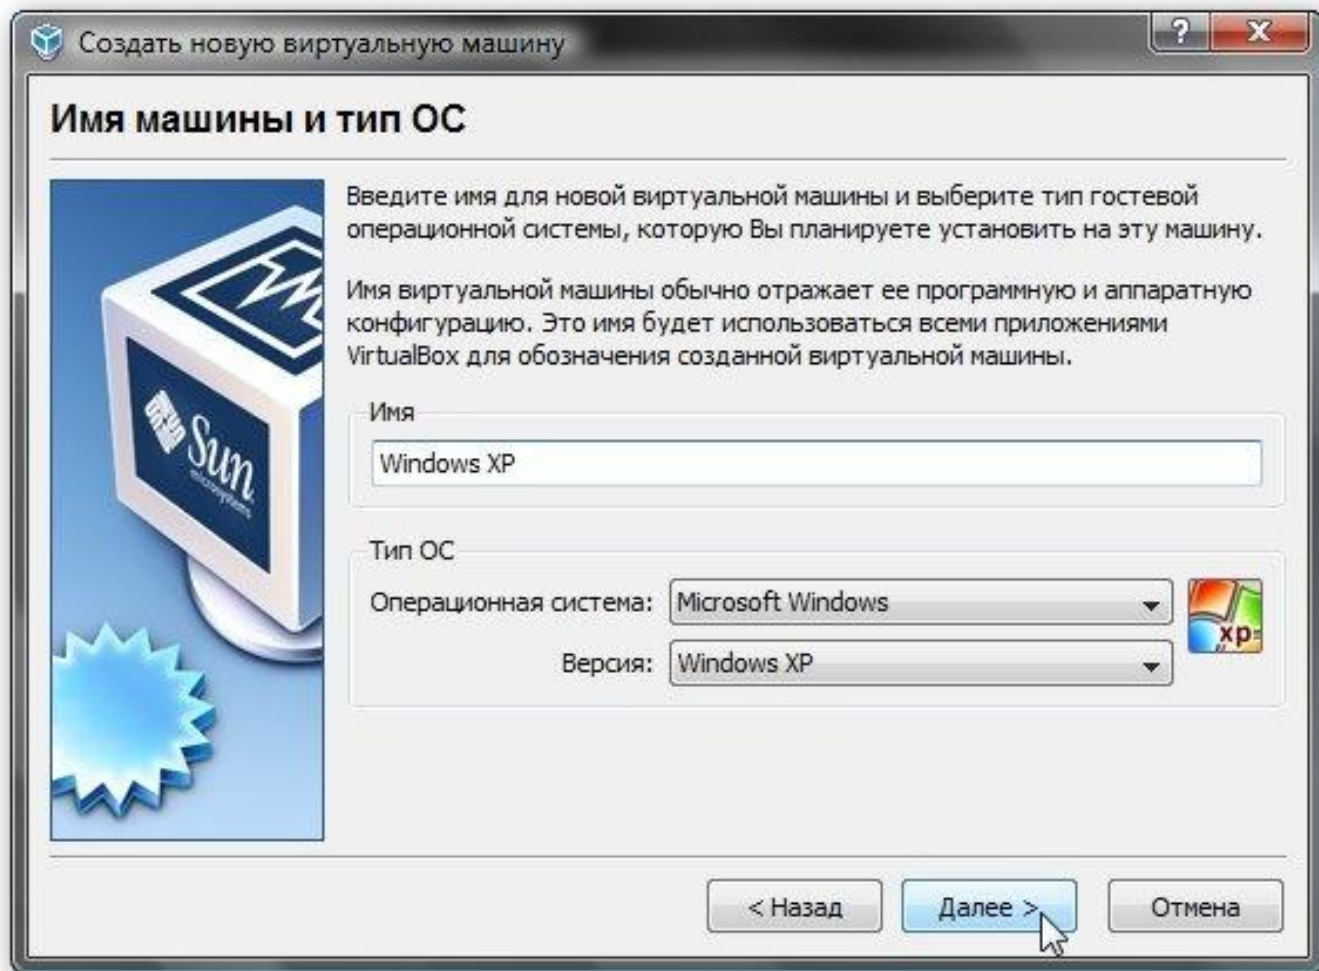 Создать новую виртуальную машину
?
X
Имя машины и тип ОС
Введите имя для новой виртуальной машины и выберите тип гостевой
операционной системы, которую Вы планируете установить на эту машину.
Имя виртуальной машины обычно отражает ее программную и аппаратную
конфигурацию. Это имя будет использоваться всеми приложениями
VirtualBox для обозначения созданной виртуальной машины.
Sun
microsystems
Имя
Windows XP
Тип ОС
Операционная система: Microsoft Windows
xp
Версия: Windows XP
< Назад Далее > Отмена